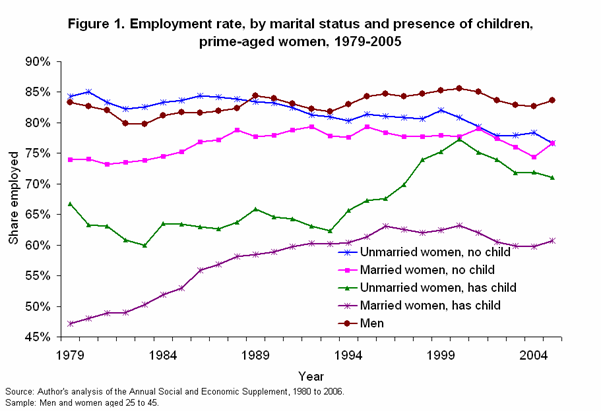 Figure 1. Employment rate, by marital status and presence of children,
prime-aged women, 1979-2005
90%
85%
80%
75%
70%
65%
60%
55%
50%
45%
Share employed
Unmarried women, no child
Married women, no child
Unmarried women, has child
Married women, has child
Men
1979
1984
1989
1994
1999
2004
Year
Source: Author's analysis of the Annual Social and Economic Supplement, 1980 to 2006.
Sample: Men and women aged 25 to 45.